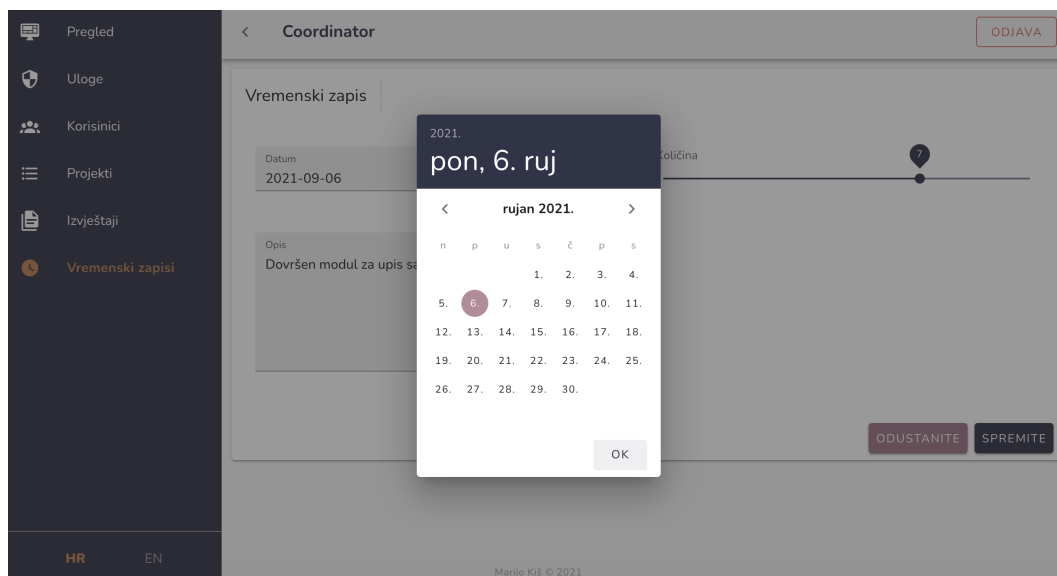 Pregled
Uloge
Korisinici
Projekti
Izvještaji
Vremenski zapisi
HR EN
Coordinator
ODJAVA
Vremenski zapis
Datum
2021-09-06
Količina
7
Opis
Dovršen modul za upis sa
2021.
pon, 6. ruj
rujan 2021.
n p u s č p s
1. 2. 3. 4.
5. 6. 7. 8. 9. 10. 11.
12. 13. 14. 15. 16. 17. 18.
19. 20. 21. 22. 23. 24. 25.
26. 27. 28. 29. 30.
OK
ODUSTANITE SPREMITE
Marijo Kiš © 2021